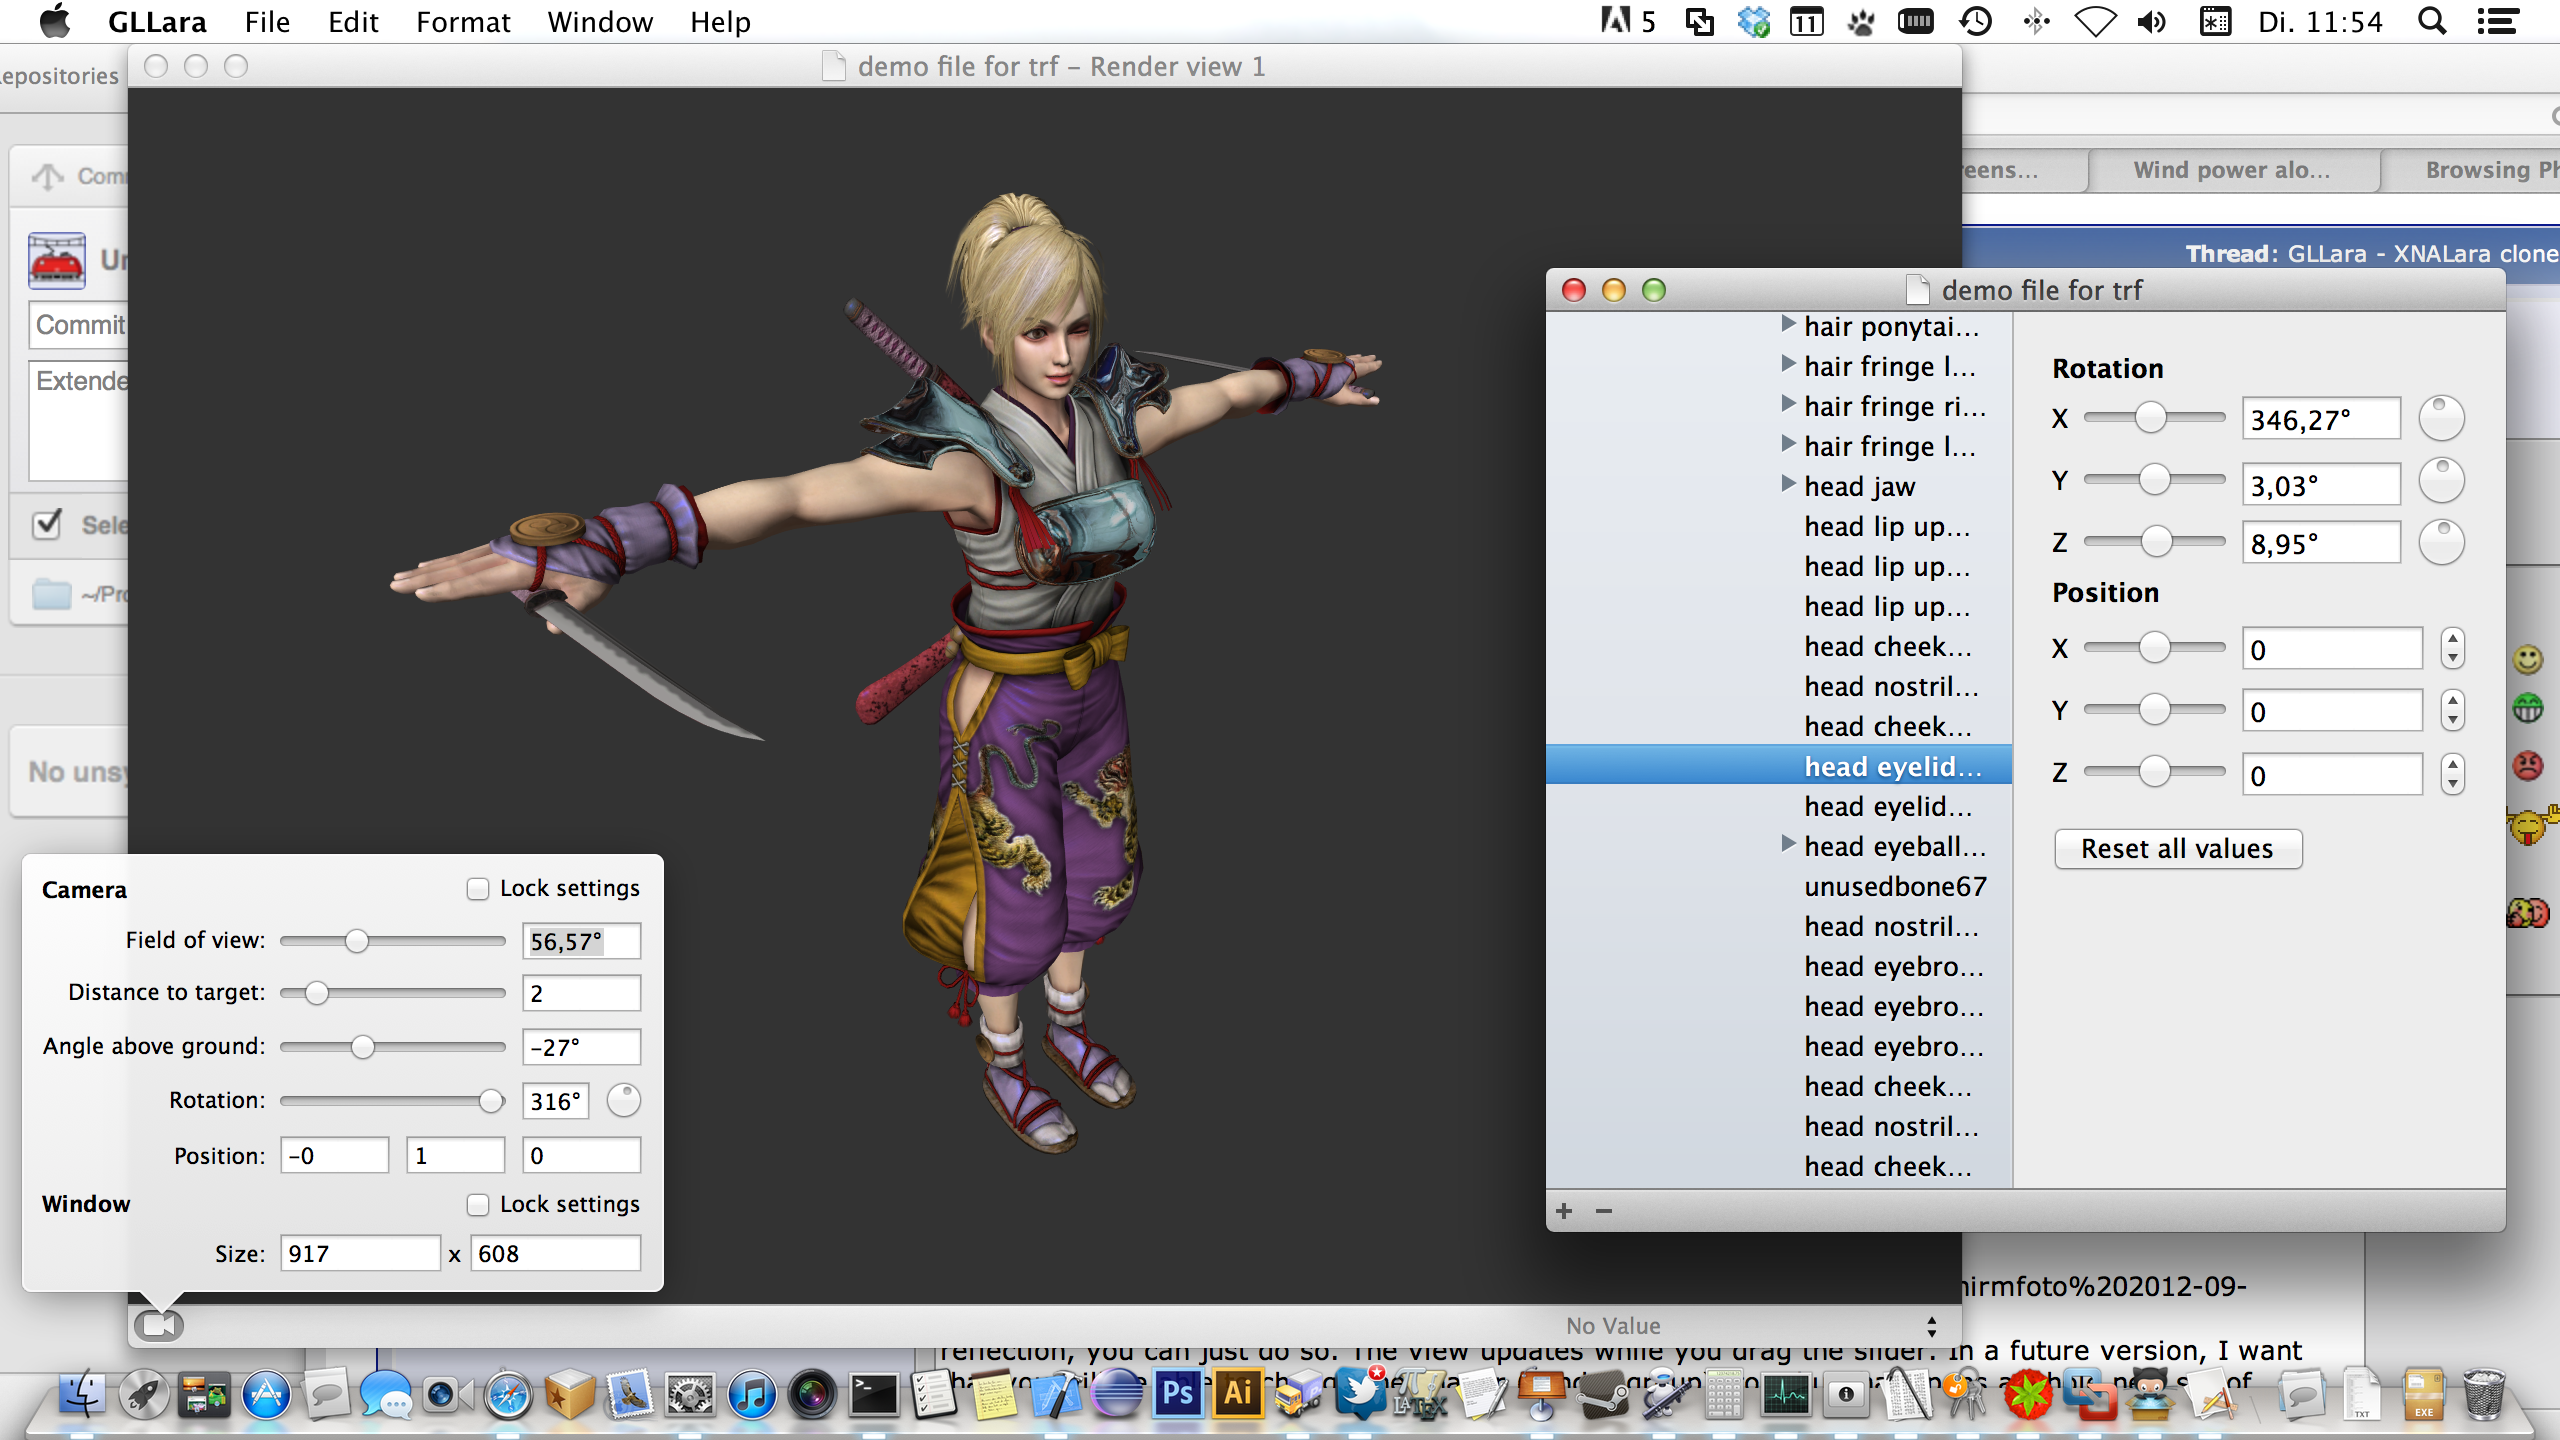 GLLara File Edit Format Window Help
5 11 Di. 11:54
demo file for trf – Render view 1
epositories
Sele
~/Pro
Commit
Extende
No unsy
eens...
Wind power alo...
Browsing Ph
Thread: GLLara - XNALara clone
demo file for trf
hair ponytai...
hair fringe l...
hair fringe ri...
hair fringe l...
head jaw
head lip up...
head lip up...
head lip up...
head cheek...
head nostril...
head cheek...
head eyelid...
head eyelid...
head eyeball...
unusedbone67
head nostril...
head eyebro...
head eyebro...
head eyebro...
head cheek...
head nostril...
head cheek...
Rotation
X 346,27°
Y 3,03°
Z 8,95°
Position
X 0
Y 0
Z 0
Reset all values
+ −
Camera Lock settings
Field of view: 56,57°
Distance to target: 2
Angle above ground: -27°
Rotation: 316°
Position: -0 1 0
Window Lock settings
Size: 917 x 608
No Value
hirmfoto%202012-09-
reflection, you can just do so. The view updates while you drag the slider. In a future version, I want
Ps Ai
TXT EXE